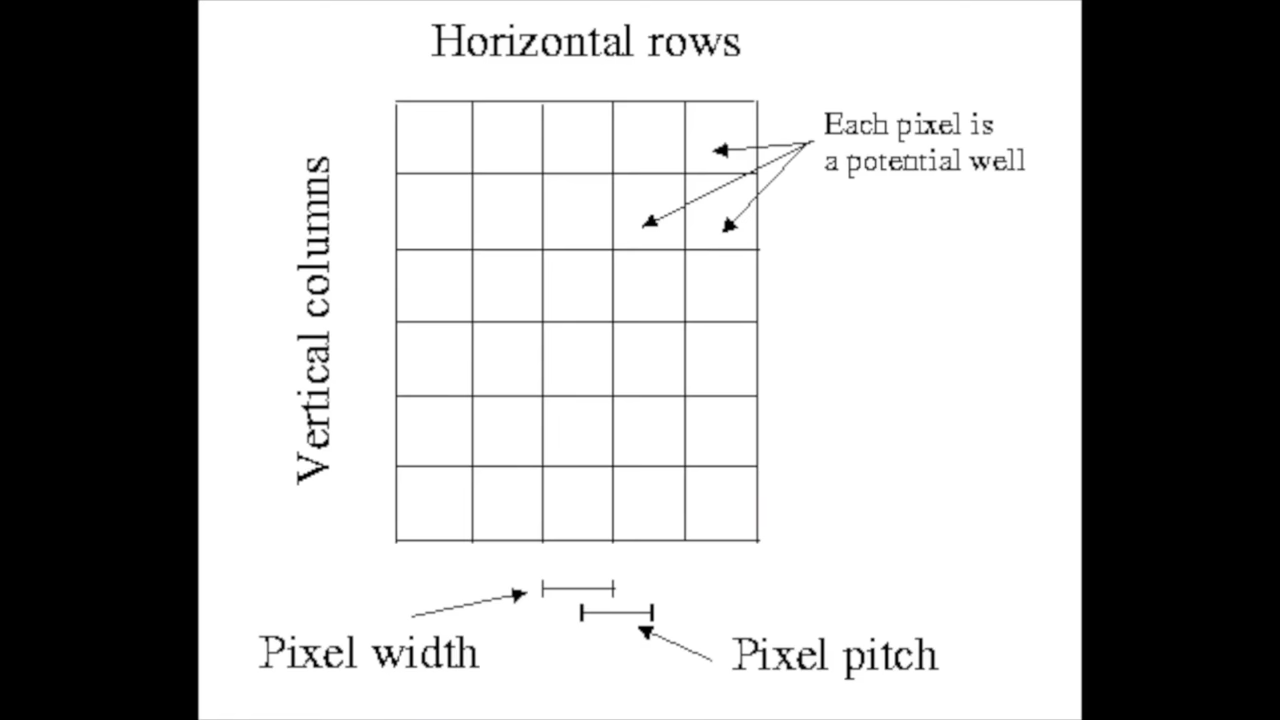 Horizontal rows
Each pixel is
a potential well
Vertical columns
Pixel width
Pixel pitch